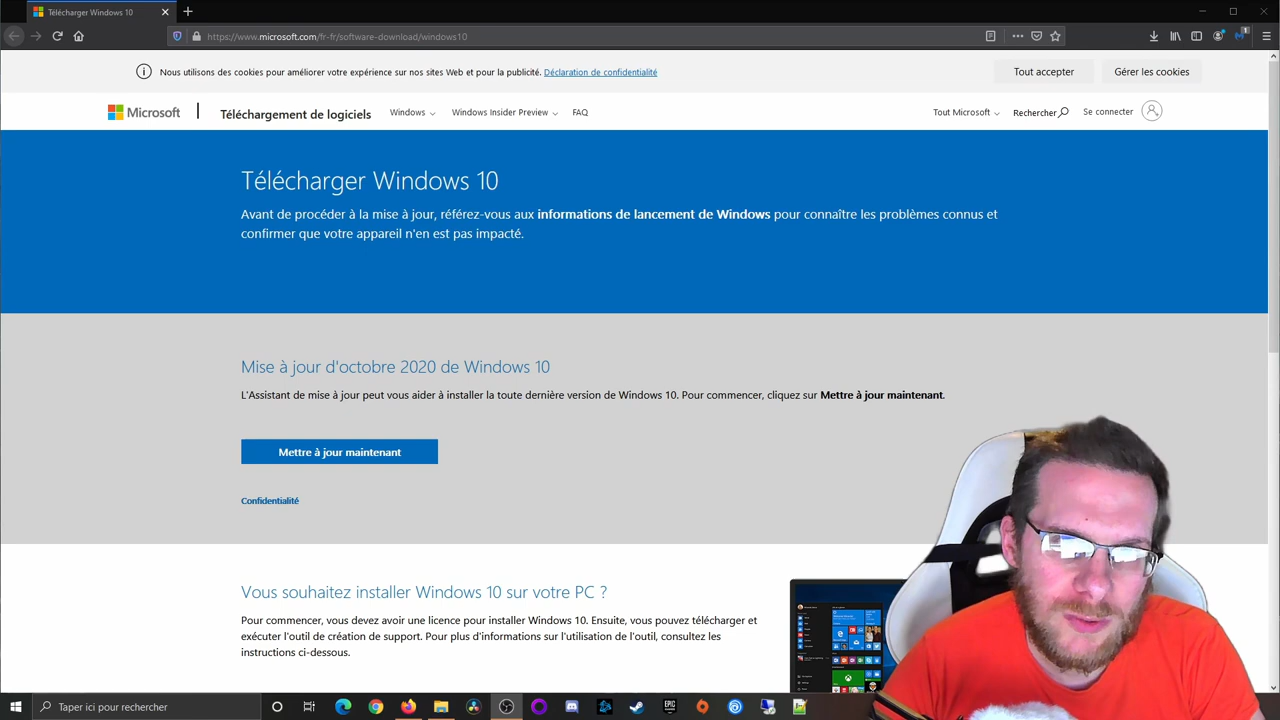 Télécharger Windows 10
https://www.microsoft.com/fr-fr/software-download/windows10
Nous utilisons des cookies pour améliorer votre expérience sur nos sites Web et pour la publicité. Déclaration de confidentialité
Tout accepter
Gérer les cookies
Microsoft
Téléchargement de logiciels
Windows
Windows Insider Preview
FAQ
Tout Microsoft
Rechercher
Se connecter
Télécharger Windows 10
Avant de procéder à la mise à jour, référez-vous aux informations de lancement de Windows pour connaître les problèmes connus et
confirmer que votre appareil n'en est pas impacté.
Mise à jour d'octobre 2020 de Windows 10
L'Assistant de mise à jour peut vous aider à installer la toute dernière version de Windows 10. Pour commencer, cliquez sur Mettre à jour maintenant.
Mettre à jour maintenant
Confidentialité
Vous souhaitez installer Windows 10 sur votre PC ?
Pour commencer, vous devez avoir une licence pour installer Windows 10. Ensuite, vous pouvez télécharger et
exécuter l'outil de création de support. Pour plus d'informations sur l'utilisation de l'outil, consultez les
instructions ci-dessous.
Taper ici pour rechercher
EPIC